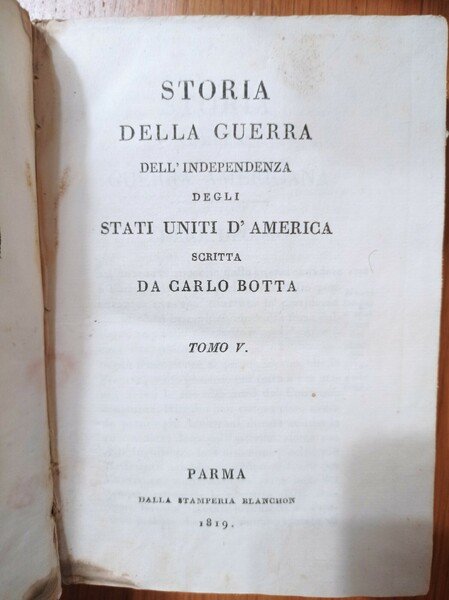 STORIA
DELLA GUERRA
DELL' INDEPENDENZA
DEGLI
STATI UNITI D' AMERICA
SCRITTA
DA CARLO BOTTA
TOMO V.
PARMA
DALLA STAMPERIA BLANCHON
1819.